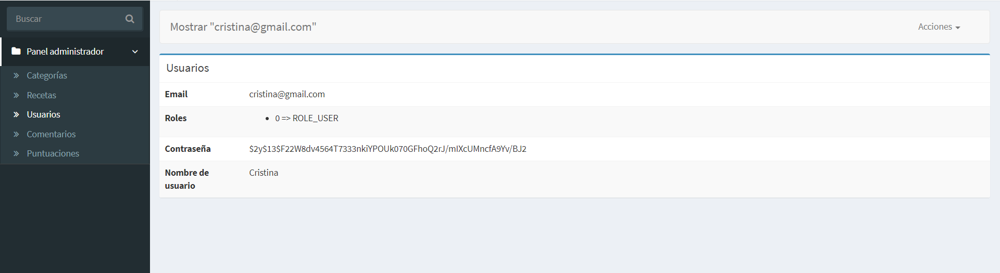 Buscar
Panel administrador
Categorías
Recetas
Usuarios
Comentarios
Puntuaciones
Mostrar "cristina@gmail.com"
Acciones
Usuarios
Email cristina@gmail.com
Roles • 0 => ROLE_USER
Contraseña $2y$13$F22W8dv4564T7333nkiYPOUk070GFhoQ2rJ/mIXcUMncfA9Yv/BJ2
Nombre de usuario Cristina